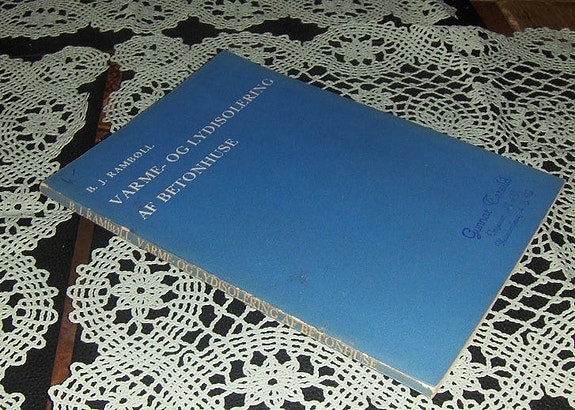 B. J. RAMBØLL
VARME- OG LYDISOLERING
AF BETONHUSE
B. J. RAMBØLL VARME- OG LYDISOLERING AF BETONHUSE